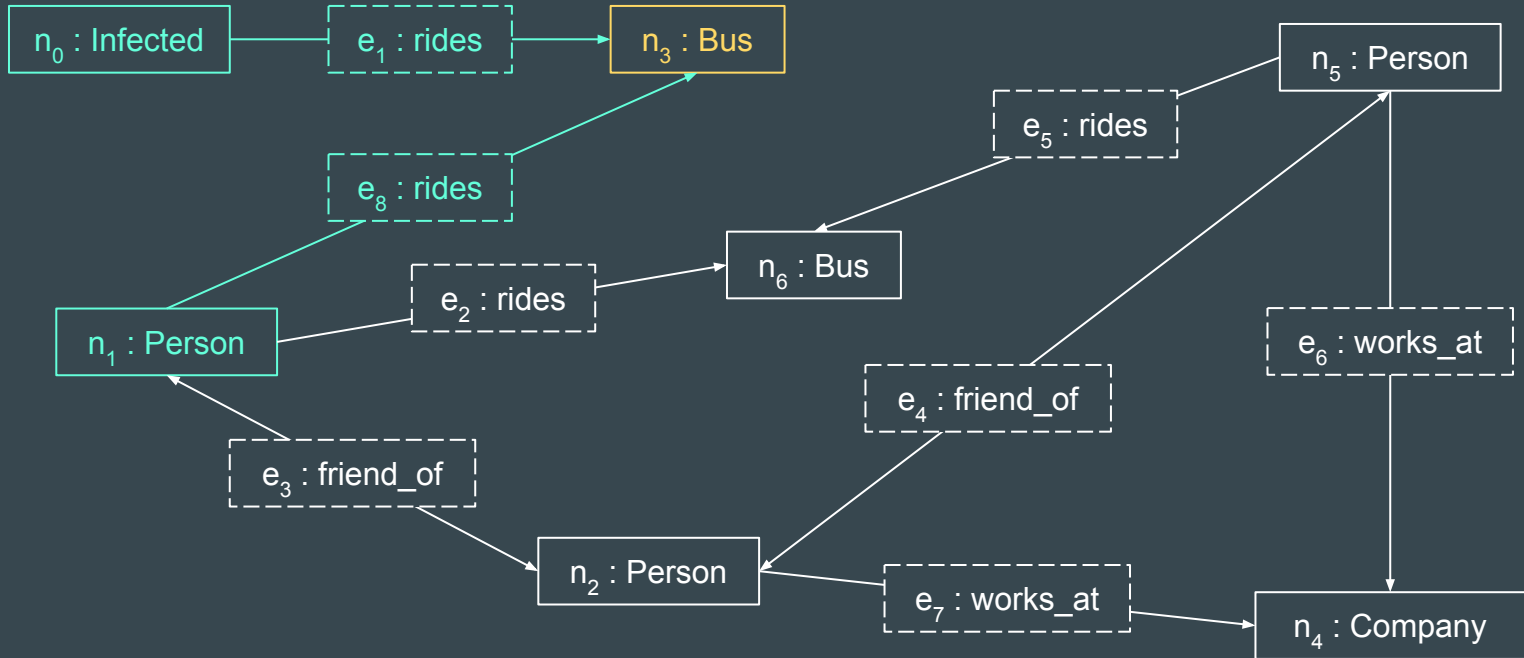 n₀ : Infected
e₁ : rides
n₃ : Bus
n₅ : Person
e₅ : rides
e₈ : rides
n₆ : Bus
e₂ : rides
n₁ : Person
e₆ : works_at
e₄ : friend_of
e₃ : friend_of
n₂ : Person
e₇ : works_at
n₄ : Company